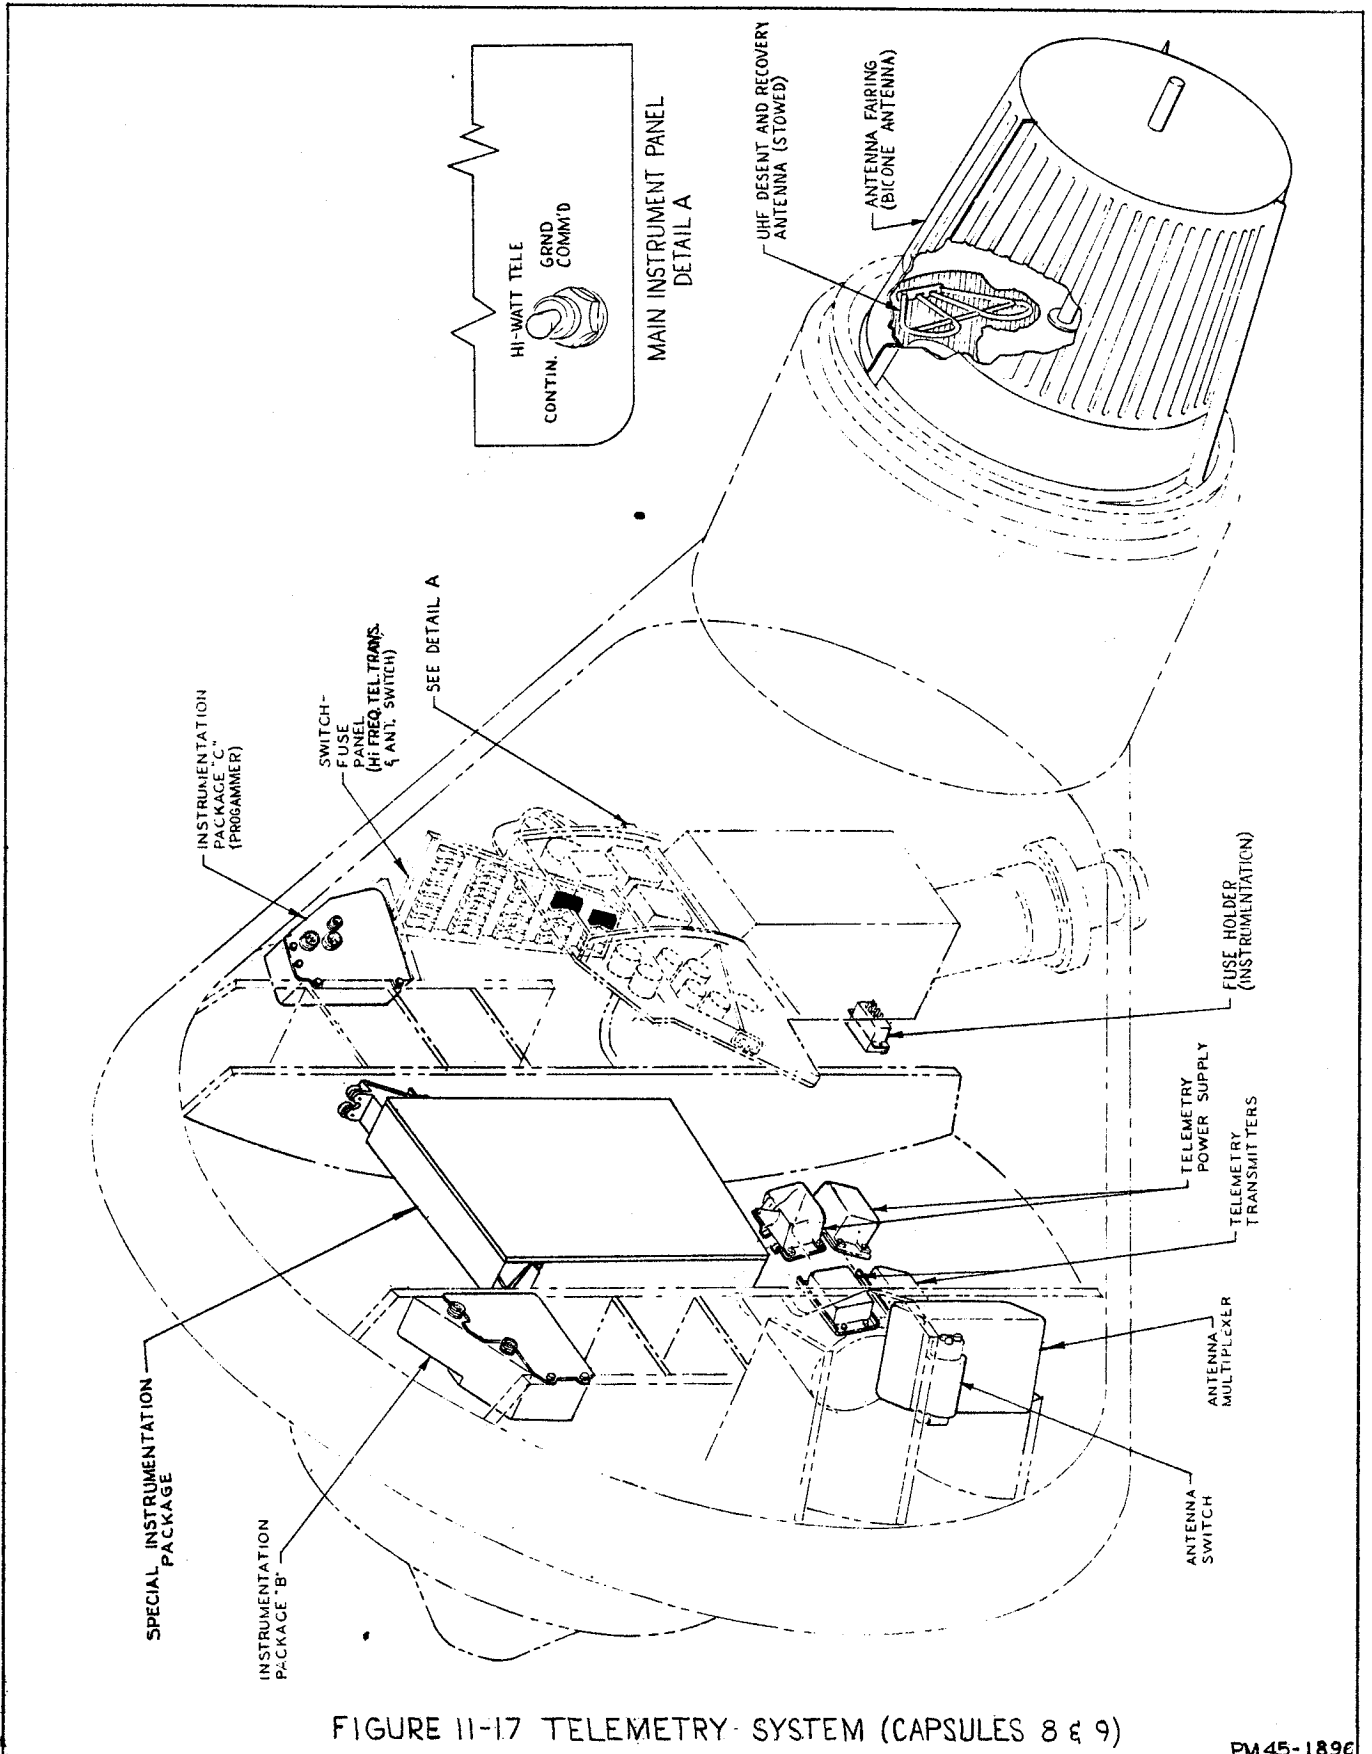 HI-WATT TELE
CONTIN.
GRND
COMM'D
MAIN INSTRUMENT PANEL
DETAIL A
UHF DESENT AND RECOVERY
ANTENNA (STOWED)
ANTENNA FAIRING
(BICONE ANTENNA)
INSTRUMENTATION
PACKAGE "C"
(PROGAMMER)
SWITCH-
FUSE
PANEL
(HI FREQ. TEL. TRANS.
& ANT. SWITCH)
SEE DETAIL A
SPECIAL INSTRUMENTATION
PACKAGE
INSTRUMENTATION
PACKAGE "B"
FUSE HOLDER
(INSTRUMENTATION)
TELEMETRY
POWER SUPPLY
TELEMETRY
TRANSMITTERS
ANTENNA
MULTIPLEXER
ANTENNA
SWITCH
FIGURE 11-17 TELEMETRY SYSTEM (CAPSULES 8 & 9)
PM45-189E